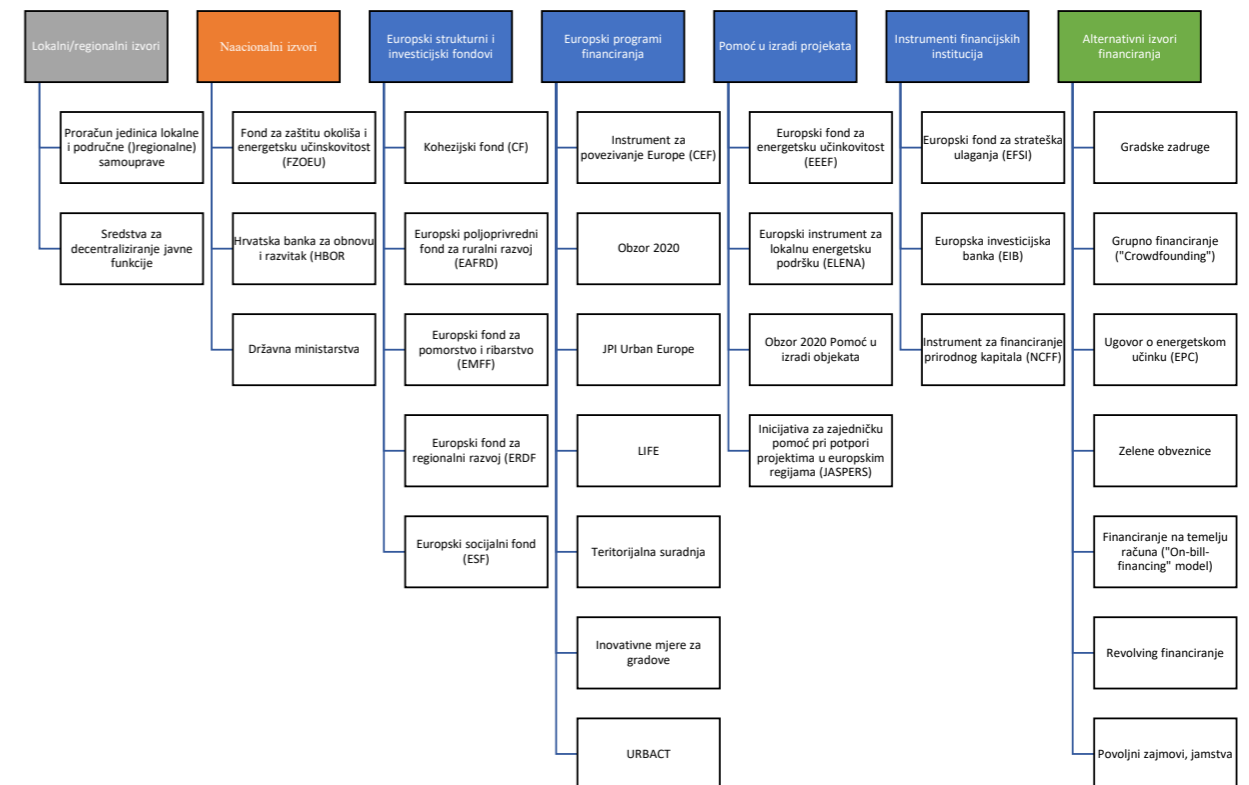 Lokalni/regionalni izvori
Proračun jedinica lokalne
i područne ()regionalne)
samouprave
Sredstva za
decentraliziranje javne
funkcije
Naacionalni izvori
Fond za zaštitu okoliša i
energetsku učinskovitost
(FZOEU)
Hrvatska banka za obnovu
i razvitak (HBOR
Državna ministarstva
Europski strukturni i
investicijski fondovi
Kohezijski fond (CF)
Europski poljoprivredni
fond za ruralni razvoj
(EAFRD)
Europski fond za
pomorstvo i ribarstvo
(EMFF)
Europski fond za
regionalni razvoj (ERDF
Europski socijalni fond
(ESF)
Europski programi
financiranja
Instrument za
povezivanje Europe (CEF)
Obzor 2020
JPI Urban Europe
LIFE
Teritorijalna suradnja
Inovativne mjere za
gradove
URBACT
Pomoć u izradi projekata
Europski fond za
energetsku učinkovitost
(EEEF)
Europski instrument za
lokalnu energetsku
podršku (ELENA)
Obzor 2020 Pomoć u
izradi objekata
Inicijativa za zajedničku
pomoć pri potpori
projektima u europskim
regijama (JASPERS)
Instrumenti financijskih
institucija
Europski fond za strateška
ulaganja (EFSI)
Europska investicijska
banka (EIB)
Instrument za financiranje
prirodnog kapitala (NCFF)
Alternativni izvori
financiranja
Gradske zadruge
Grupno financiranje
("Crowdfounding")
Ugovor o energetskom
učinku (EPC)
Zelene obveznice
Financiranje na temelju
računa ("On-bill-
financing" model)
Revolving financiranje
Povoljni zajmovi, jamstva